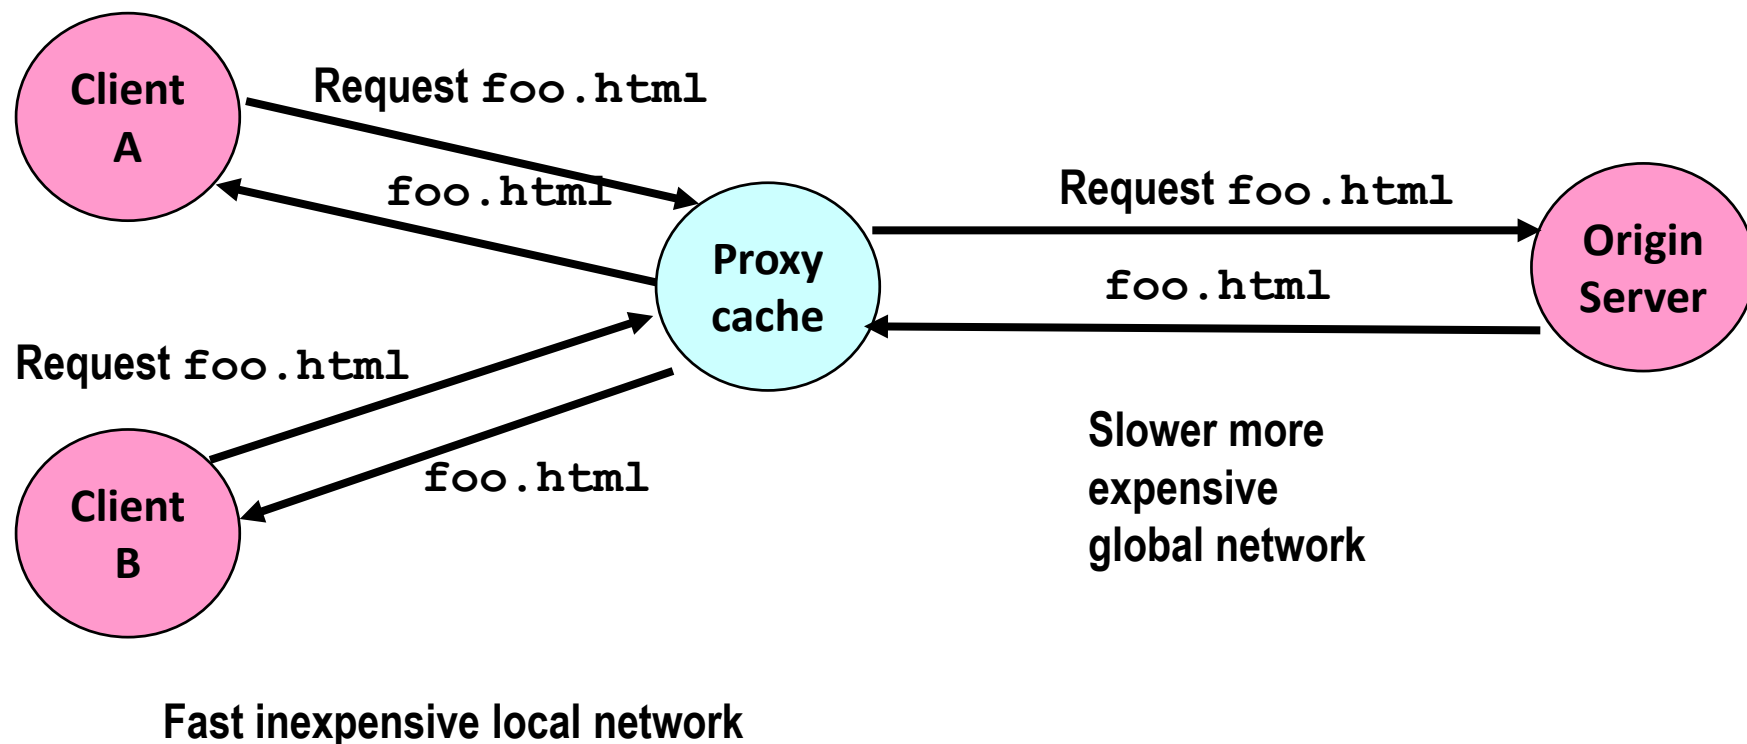 Client
A
Request foo.html
foo.html
Request foo.html
foo.html
Origin
Server
Proxy
cache
Request foo.html
foo.html
Client
B
Slower more
expensive
global network
Fast inexpensive local network